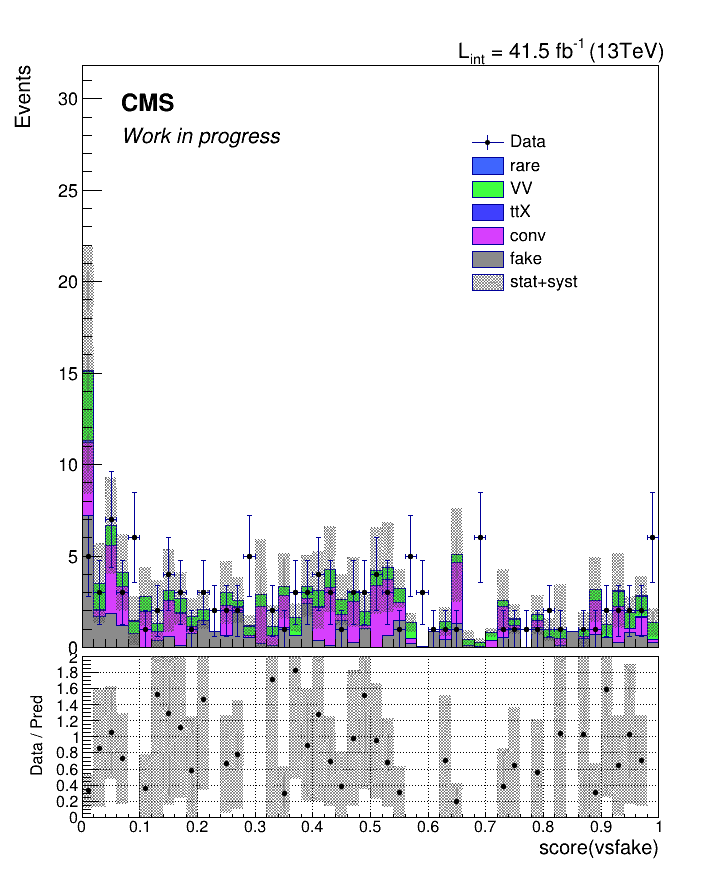 L_int = 41.5 fb^-1 (13TeV)
Events
CMS
Work in progress
Data
rare
VV
ttX
conv
fake
stat+syst
30
25
20
15
10
5
0
Data / Pred
2
1.8
1.6
1.4
1.2
1
0.8
0.6
0.4
0.2
0
0 0.1 0.2 0.3 0.4 0.5 0.6 0.7 0.8 0.9 1
score(vsfake)